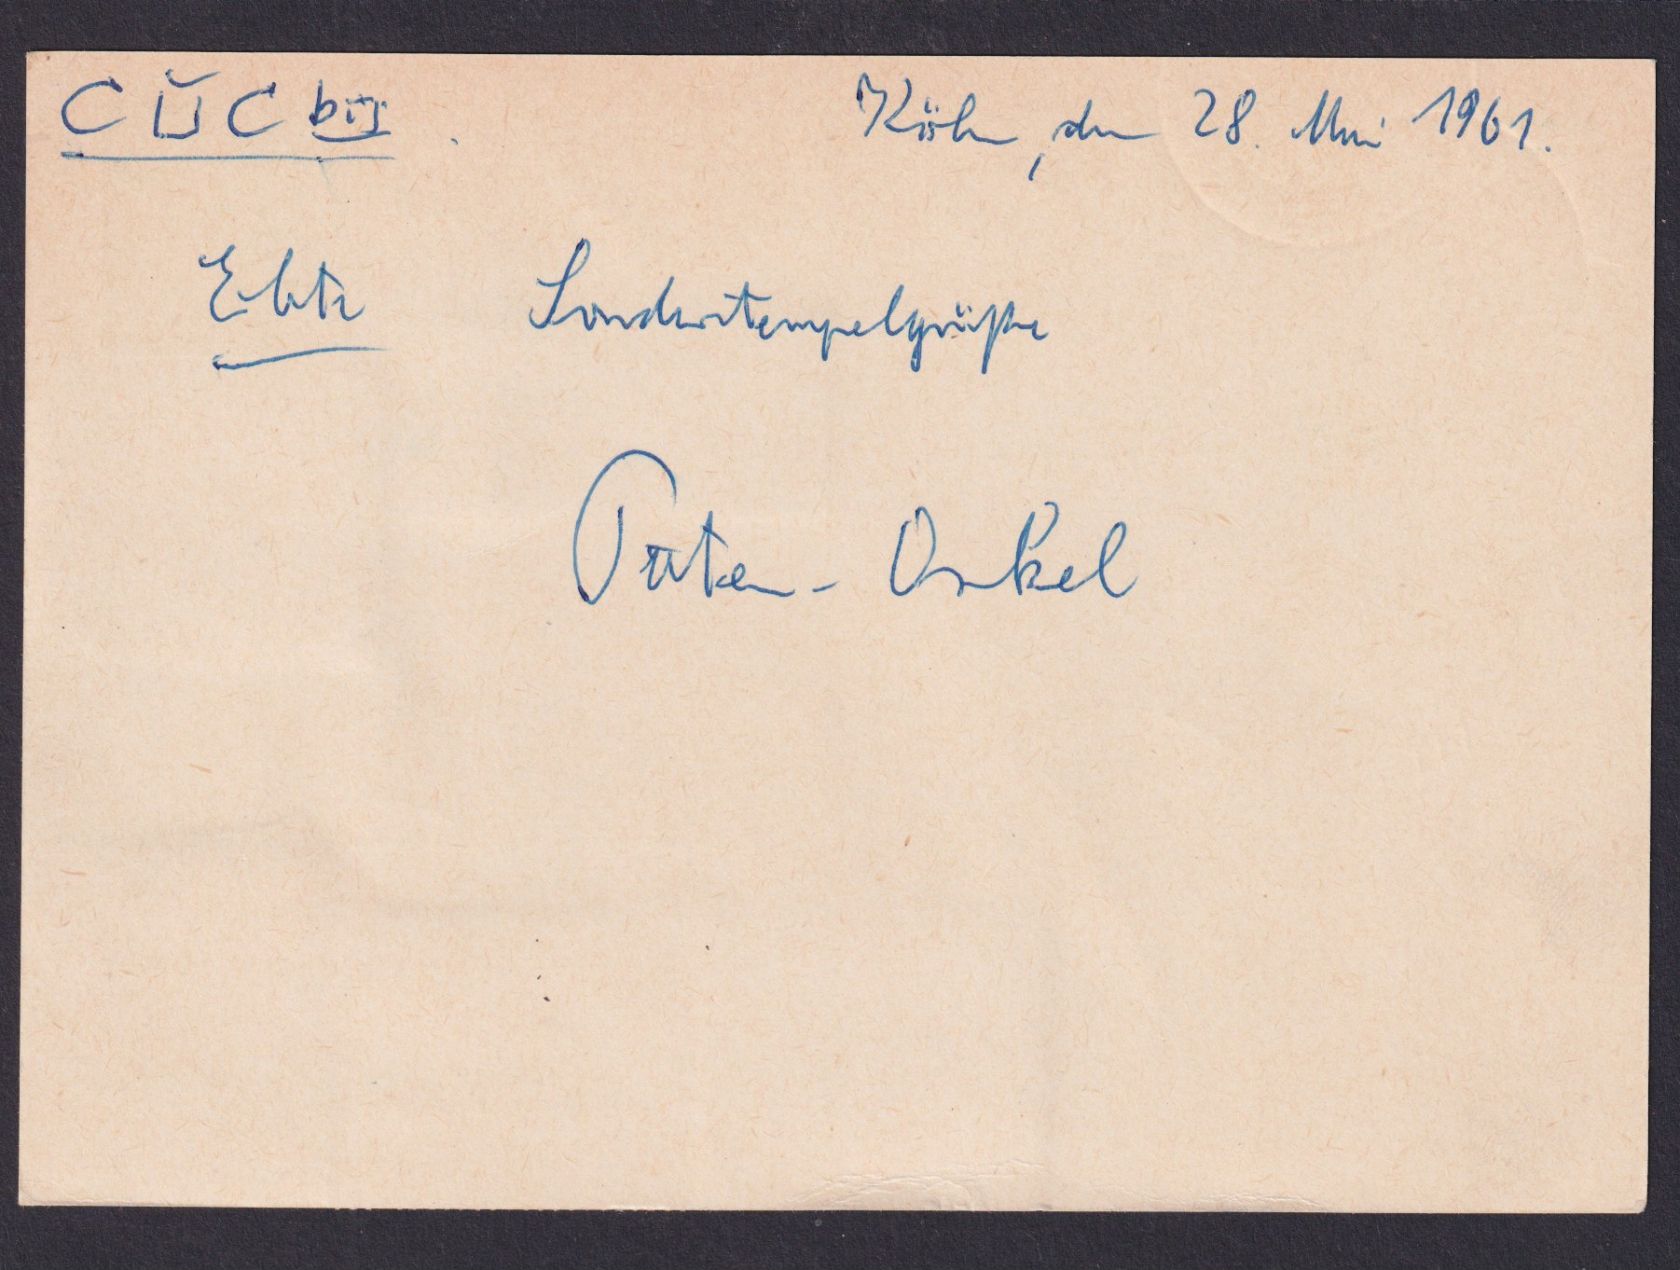 Köln, den 28. Mai 1961.
Sonderstempelgrüße
Paten-Onkel